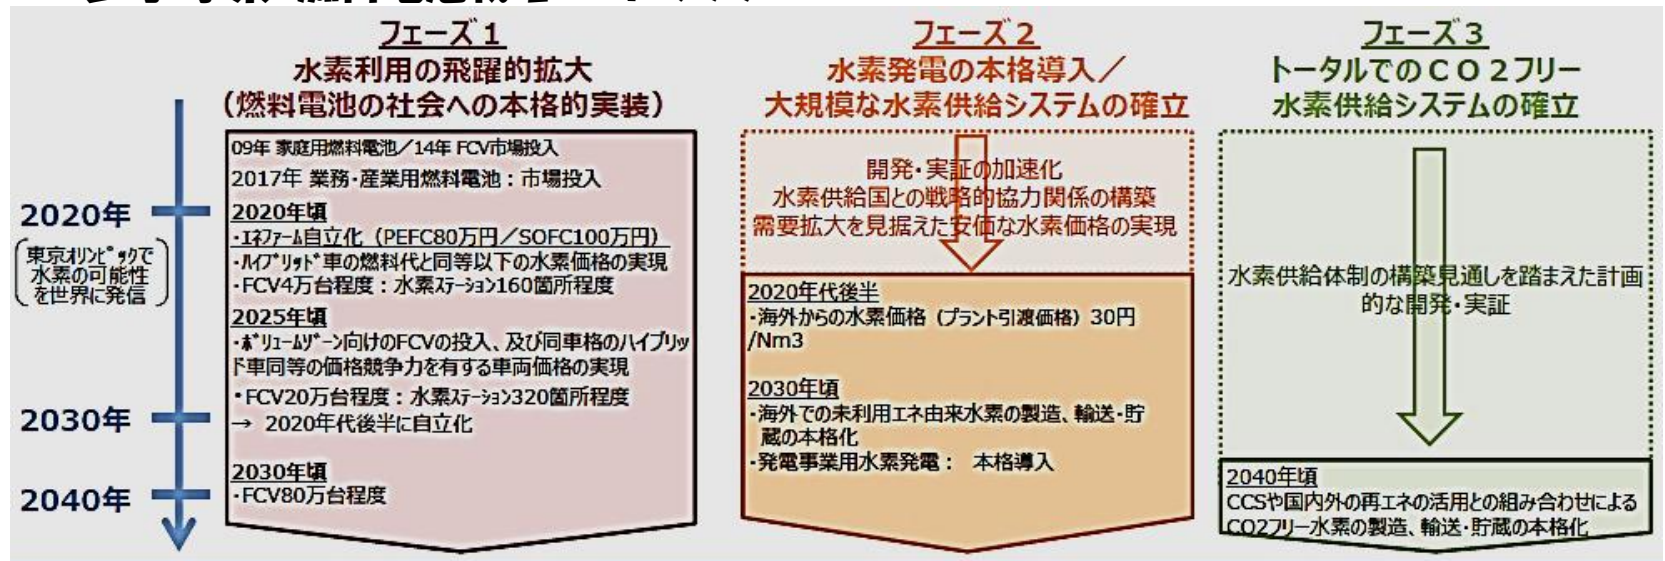 フェーズ１
水素利用の飛躍的拡大
（燃料電池の社会への本格的実装）
09年 家庭用燃料電池／14年 FCV市場投入
2017年 業務・産業用燃料電池：市場投入
2020年頃
・ｴﾈﾌｧｰﾑ自立化（PEFC80万円／SOFC100万円）
・ﾊｲﾌﾞﾘｯﾄﾞ車の燃料代と同等以下の水素価格の実現
・FCV4万台程度：水素ｽﾃｰｼｮﾝ160箇所程度
2025年頃
・ﾎﾞﾘｭｰﾑｿﾞｰﾝ向けのFCVの投入、及び同車格のハイブリッ
ド車同等の価格競争力を有する車両価格の実現
・FCV20万台程度：水素ｽﾃｰｼｮﾝ320箇所程度
→ 2020年代後半に自立化
2030年頃
・FCV80万台程度
フェーズ２
水素発電の本格導入／
大規模な水素供給システムの確立
開発・実証の加速化
水素供給国との戦略的協力関係の構築
需要拡大を見据えた安価な水素価格の実現
2020年代後半
・海外からの水素価格（プラント引渡価格）30円
/Nm3
2030年頃
・海外での未利用エネ由来水素の製造、輸送・貯
蔵の本格化
・発電事業用水素発電： 本格導入
フェーズ３
トータルでのＣＯ２フリー
水素供給システムの確立
水素供給体制の構築見通しを踏まえた計画
的な開発・実証
2040年頃
CCSや国内外の再エネの活用との組み合わせによる
CO2フリー水素の製造、輸送・貯蔵の本格化
2020年
東京ｵﾘﾝﾋﾟｯｸで
水素の可能性
を世界に発信
2030年
2040年